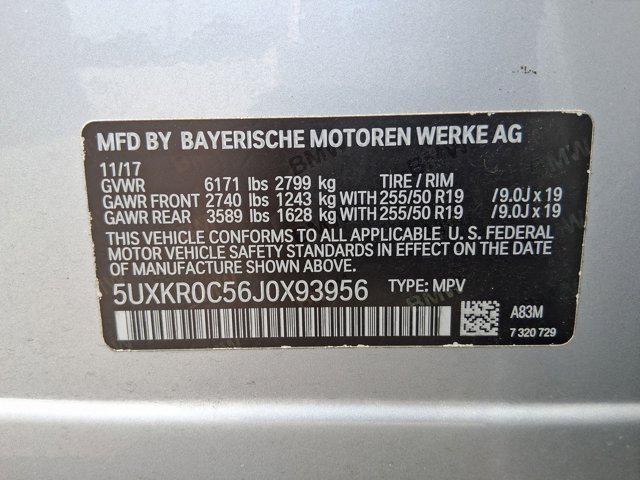 MFD BY BAYERISCHE MOTOREN WERKE AG
11/17
GVWR 6171 lbs 2799 kg TIRE / RIM
GAWR FRONT 2740 lbs 1243 kg WITH 255/50 R19 /9.0J x 19
GAWR REAR 3589 lbs 1628 kg WITH 255/50 R19 /9.0J x 19
THIS VEHICLE CONFORMS TO ALL APPLICABLE U. S. FEDERAL
MOTOR VEHICLE SAFETY STANDARDS IN EFFECT ON THE DATE
OF MANUFACTURE SHOWN ABOVE.
5UXKR0C56J0X93956 TYPE: MPV
A83M
7 320 729